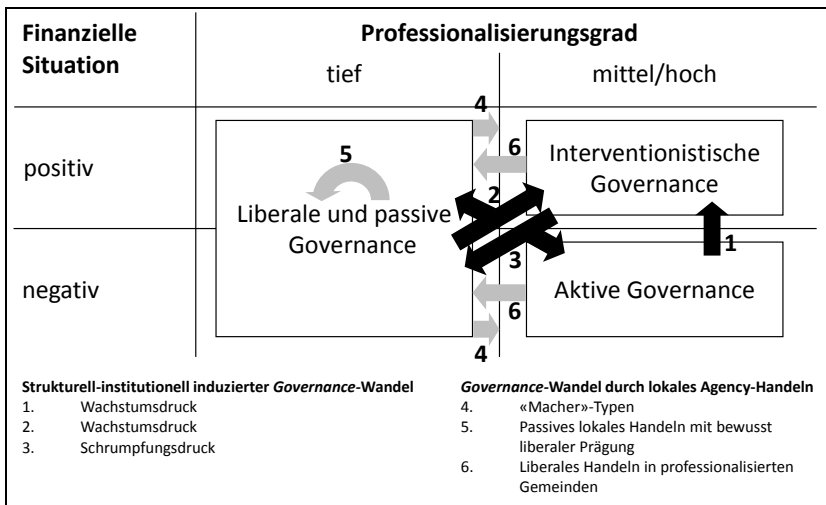 Finanzielle
Situation
Professionalisierungsgrad
tief
mittel/hoch
4
positiv
5
6
Interventionistische
Governance
2
Liberale und passive
Governance
1
3
negativ
Aktive Governance
6
4
Strukturell-institutionell induzierter Governance-Wandel
1. Wachstumsdruck
2. Wachstumsdruck
3. Schrumpfungsdruck
Governance-Wandel durch lokales Agency-Handeln
4. «Macher»-Typen
5. Passives lokales Handeln mit bewusst
liberaler Prägung
6. Liberales Handeln in professionalisierten
Gemeinden